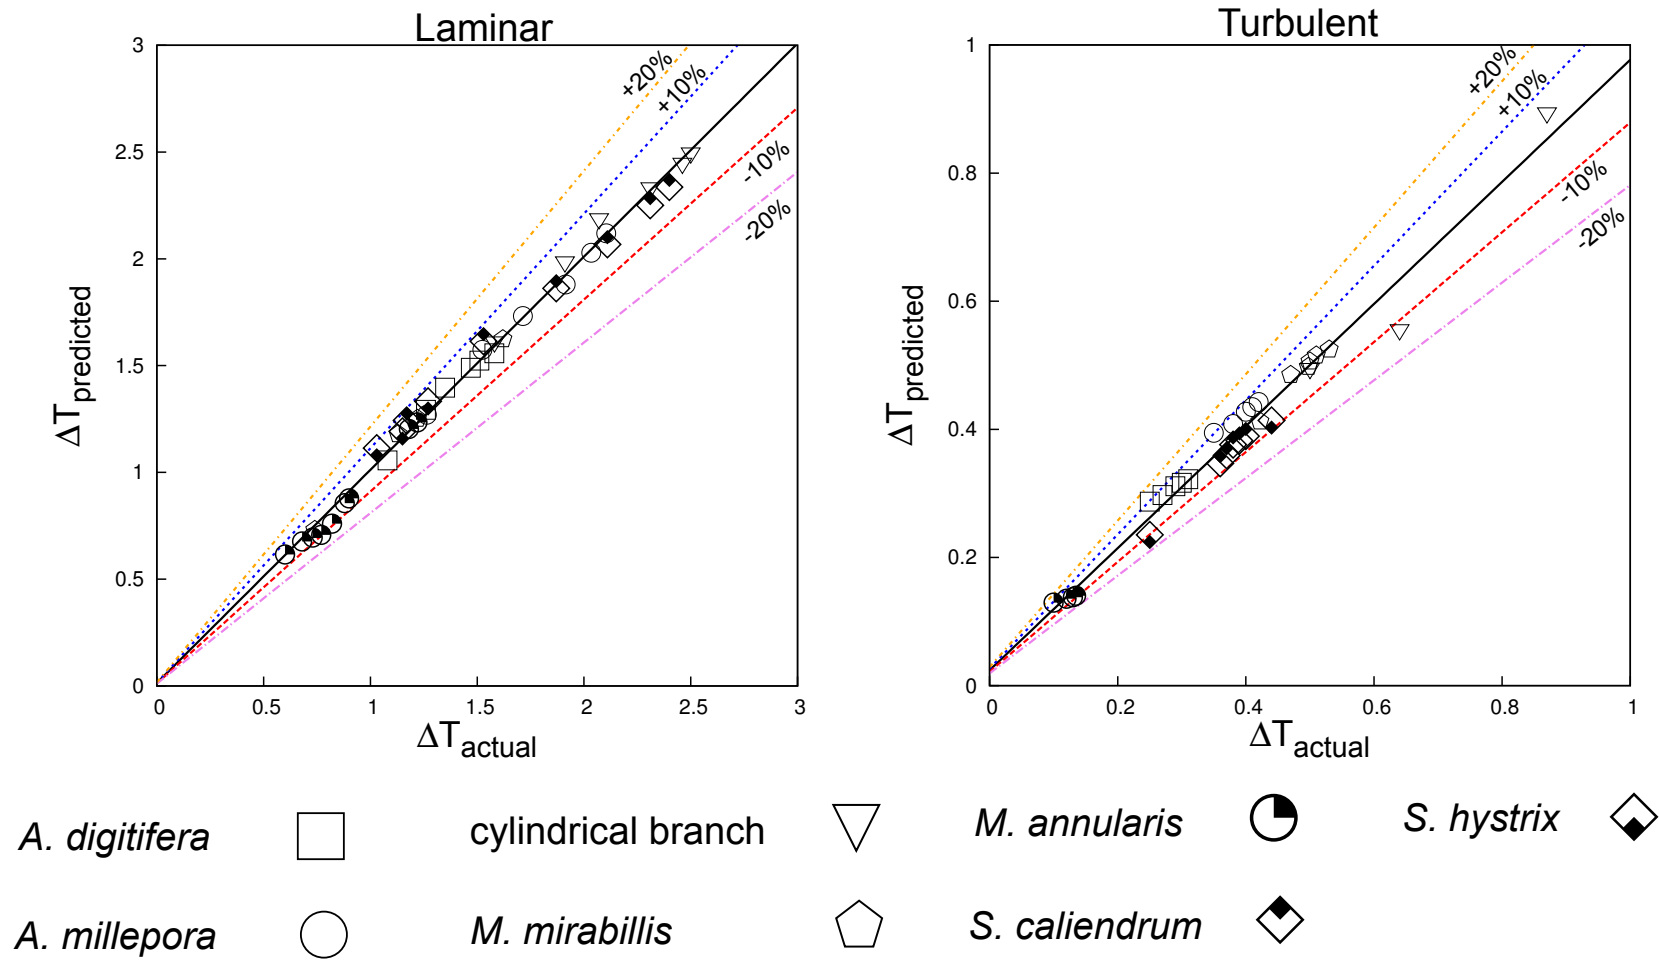 Laminar
Turbulent
3
2.5
2
1.5
1
0.5
0
0
0.5
1
1.5
2
2.5
3
+20%
+10%
-10%
-20%
ΔTpredicted
ΔTactual
1
0.8
0.6
0.4
0.2
0
0
0.2
0.4
0.6
0.8
1
+20%
+10%
-10%
-20%
ΔTpredicted
ΔTactual
A. digitifera
cylindrical branch
M. annularis
S. hystrix
A. millepora
M. mirabillis
S. caliendrum